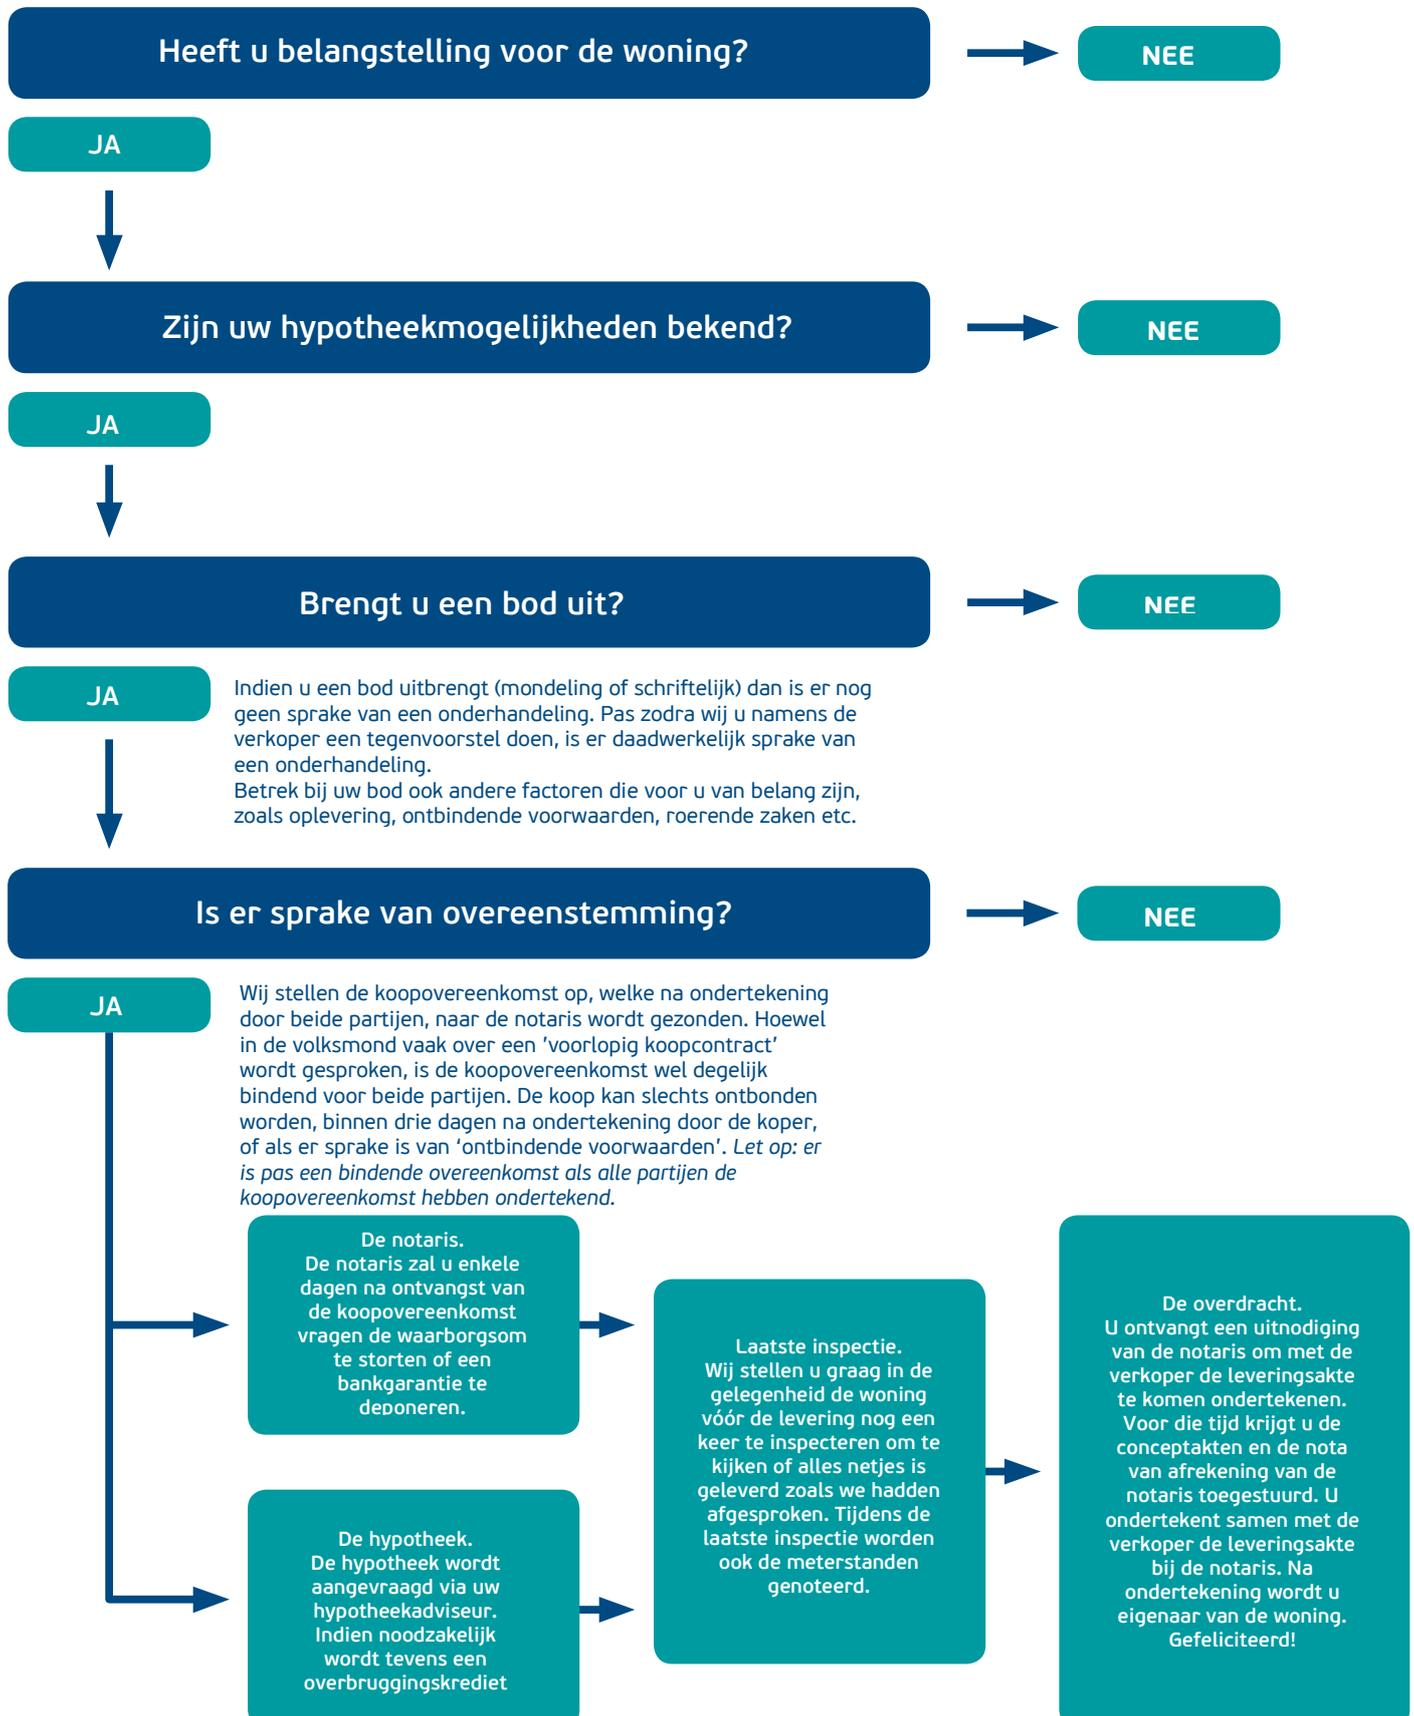 Heeft u belangstelling voor de woning?
NEE
JA
Zijn uw hypotheekmogelijkheden bekend?
NEE
JA
Brengt u een bod uit?
NEE
JA
Indien u een bod uitbrengt (mondeling of schriftelijk) dan is er nog
geen sprake van een onderhandeling. Pas zodra wij u namens de
verkoper een tegenvoorstel doen, is er daadwerkelijk sprake van
een onderhandeling.
Betrek bij uw bod ook andere factoren die voor u van belang zijn,
zoals oplevering, ontbindende voorwaarden, roerende zaken etc.
Is er sprake van overeenstemming?
NEE
JA
Wij stellen de koopovereenkomst op, welke na ondertekening
door beide partijen, naar de notaris wordt gezonden. Hoewel
in de volksmond vaak over een 'voorlopig koopcontract'
wordt gesproken, is de koopovereenkomst wel degelijk
bindend voor beide partijen. De koop kan slechts ontbonden
worden, binnen drie dagen na ondertekening door de koper,
of als er sprake is van ‘ontbindende voorwaarden’. Let op: er
is pas een bindende overeenkomst als alle partijen de
koopovereenkomst hebben ondertekend.
De notaris.
De notaris zal u enkele
dagen na ontvangst van
de koopovereenkomst
vragen de waarborgsom
te storten of een
bankgarantie te
deponeren.
De hypotheek.
De hypotheek wordt
aangevraagd via uw
hypotheekadviseur.
Indien noodzakelijk
wordt tevens een
overbruggingskrediet
Laatste inspectie.
Wij stellen u graag in de
gelegenheid de woning
vóór de levering nog een
keer te inspecteren om te
kijken of alles netjes is
geleverd zoals we hadden
afgesproken. Tijdens de
laatste inspectie worden
ook de meterstanden
genoteerd.
De overdracht.
U ontvangt een uitnodiging
van de notaris om met de
verkoper de leveringsakte
te komen ondertekenen.
Voor die tijd krijgt u de
conceptakten en de nota
van afrekening van de
notaris toegestuurd. U
ondertekent samen met de
verkoper de leveringsakte
bij de notaris. Na
ondertekening wordt u
eigenaar van de woning.
Gefeliciteerd!